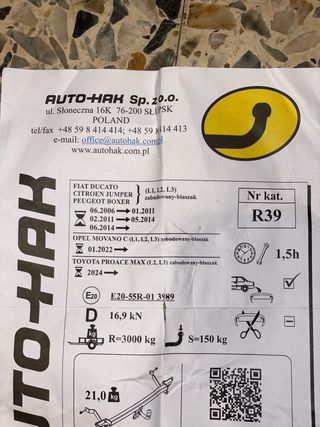 AUTO-HAK Sp. z o.o.
ul. Słoneczna 16K 76-200 SŁUPSK
POLAND
tel/fax +48 59 8 414 414; +48 59 8 414 413
e-mail: office@autohak.com.pl
www.autohak.com.pl
AUTO-HAK
FIAT DUCATO
CITROEN JUMPER
PEUGEOT BOXER
(L1, L2, L3)
zabudowany-blaszak
06.2006 → 01.2011
02.2011 → 05.2014
06.2014 →
OPEL MOVANO C (L1, L2, L3) zabudowany-blaszak
01.2022 →
TOYOTA PROACE MAX (L2, L3) zabudowany-blaszak
2024 →
Nr kat.
R39
1,5h
E20 E20-55R-01 3989
D 16,9 kN
kg R=3000 kg S=150 kg
21,0 kg